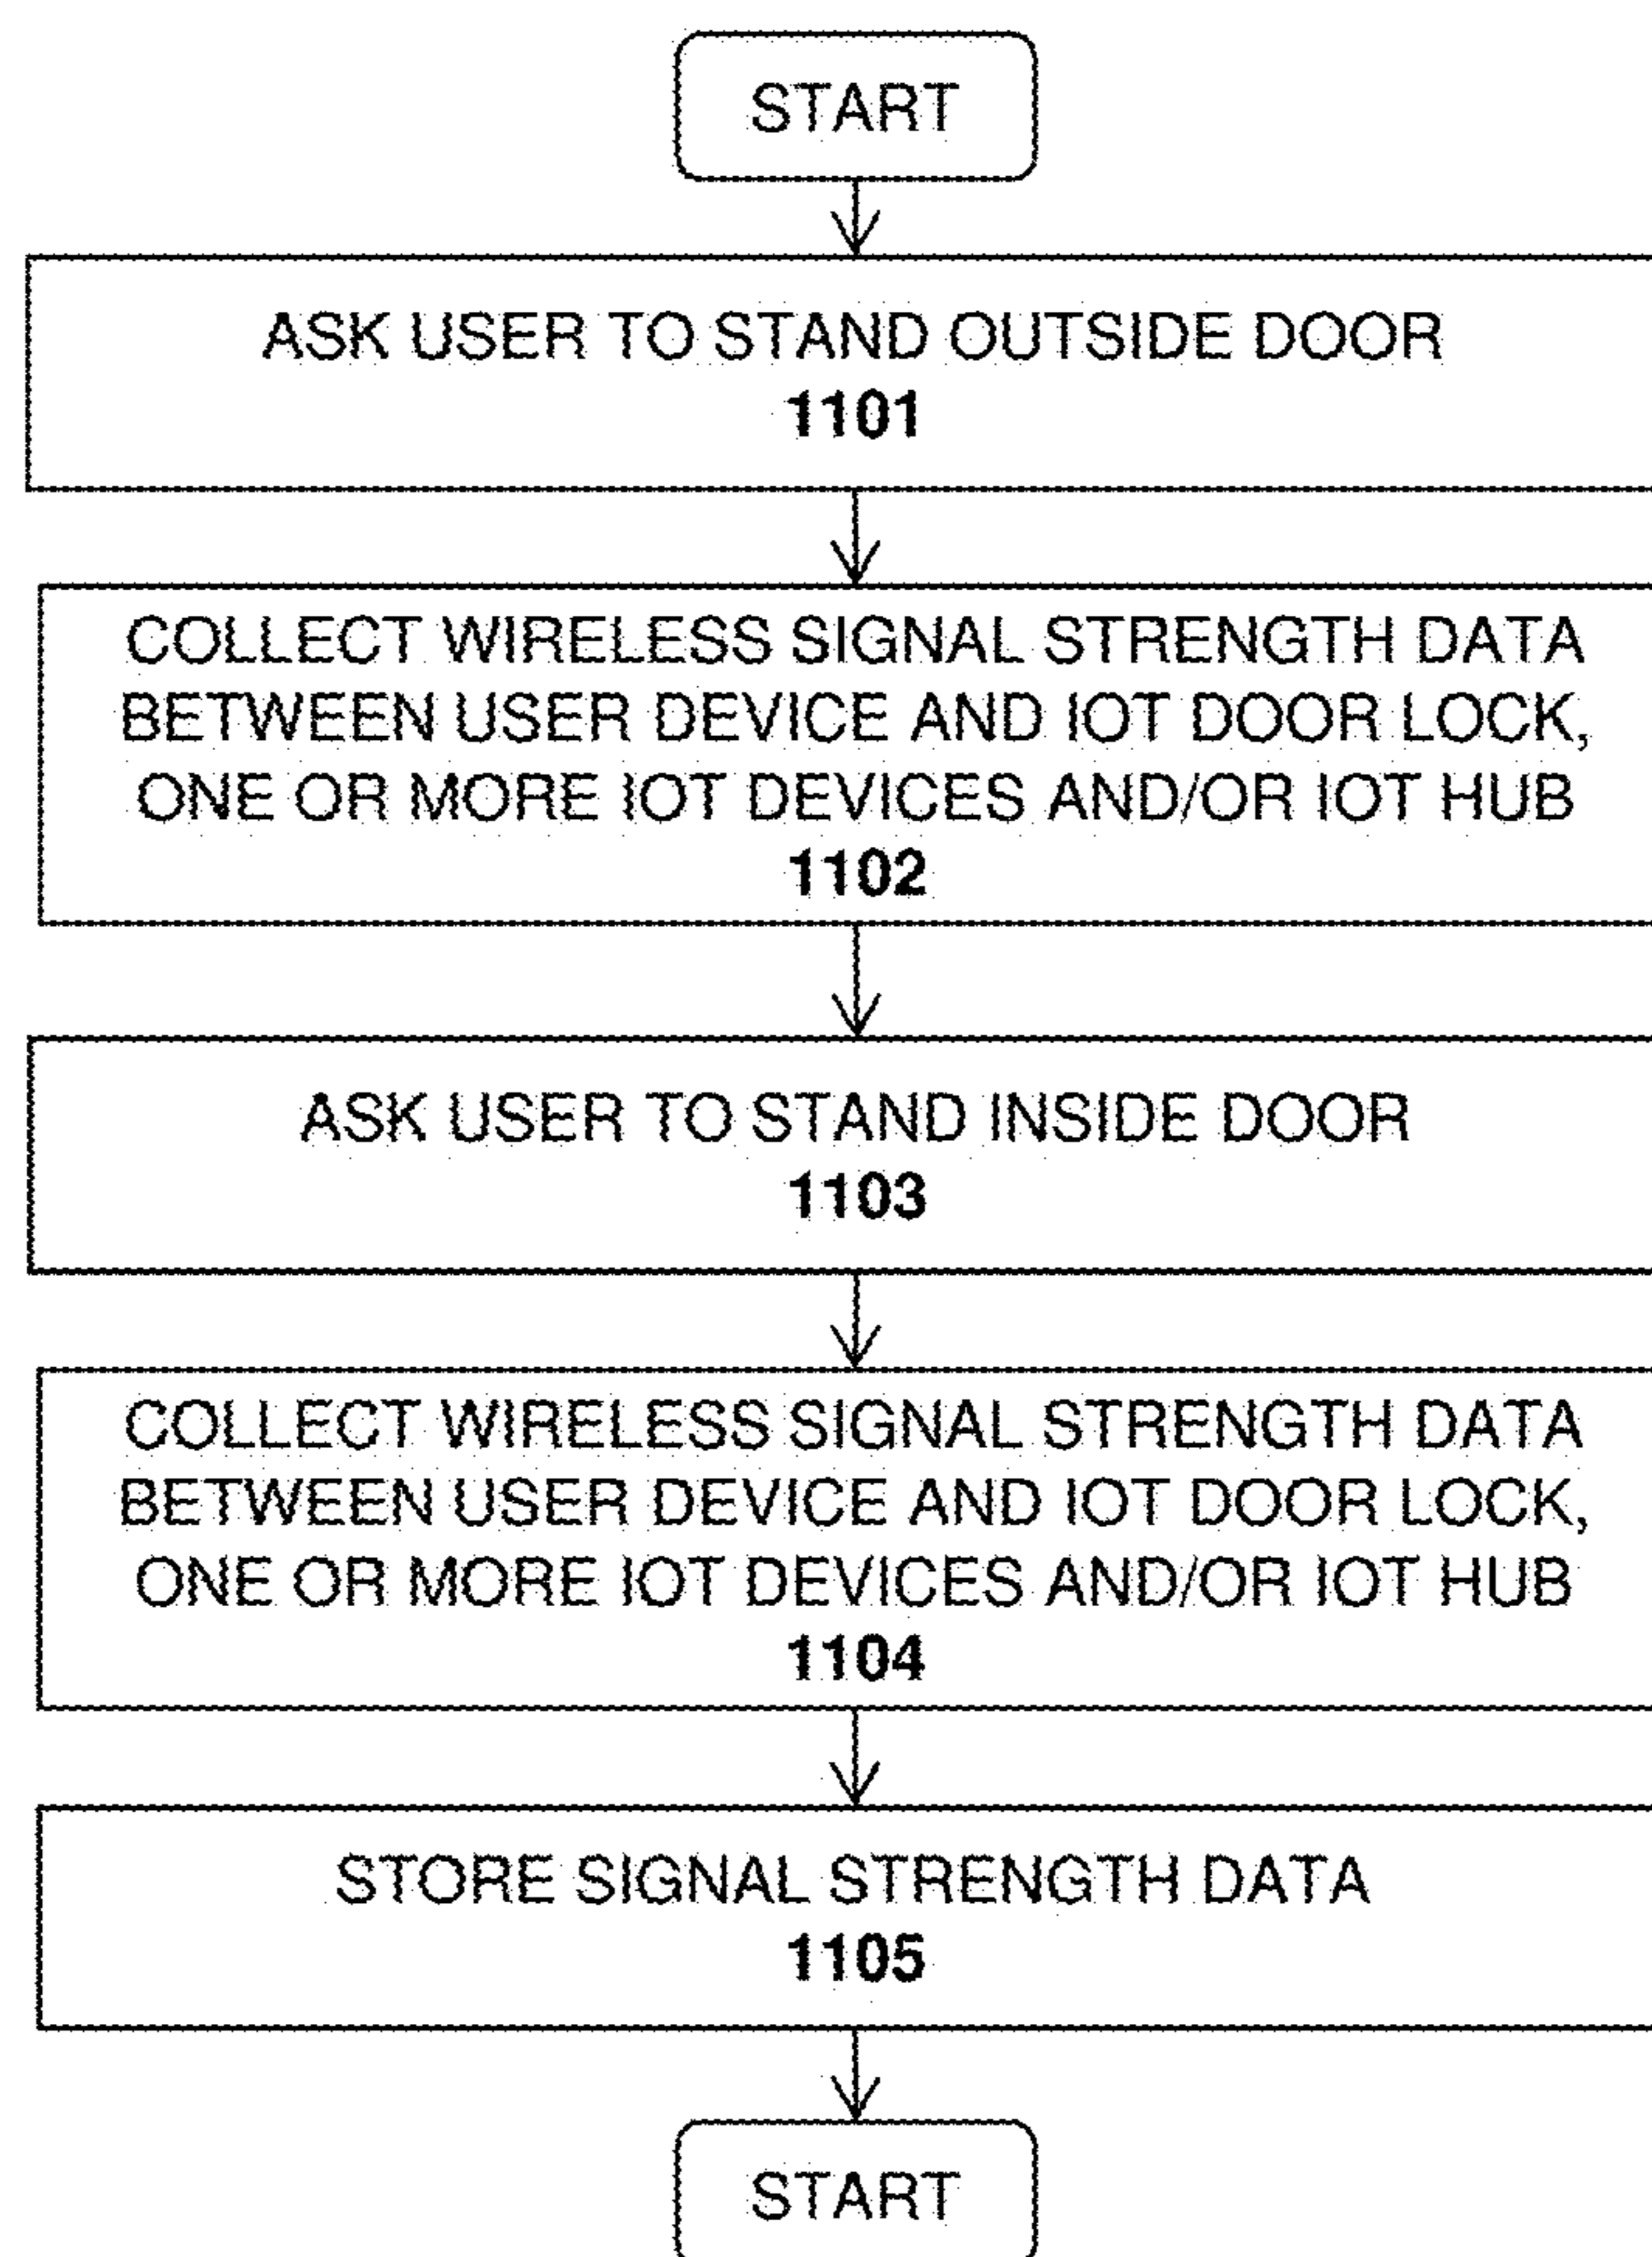 START
ASK USER TO STAND OUTSIDE DOOR
1101
COLLECT WIRELESS SIGNAL STRENGTH DATA
BETWEEN USER DEVICE AND IOT DOOR LOCK,
ONE OR MORE IOT DEVICES AND/OR IOT HUB
1102
ASK USER TO STAND INSIDE DOOR
1103
COLLECT WIRELESS SIGNAL STRENGTH DATA
BETWEEN USER DEVICE AND IOT DOOR LOCK,
ONE OR MORE IOT DEVICES AND/OR IOT HUB
1104
STORE SIGNAL STRENGTH DATA
1105
START